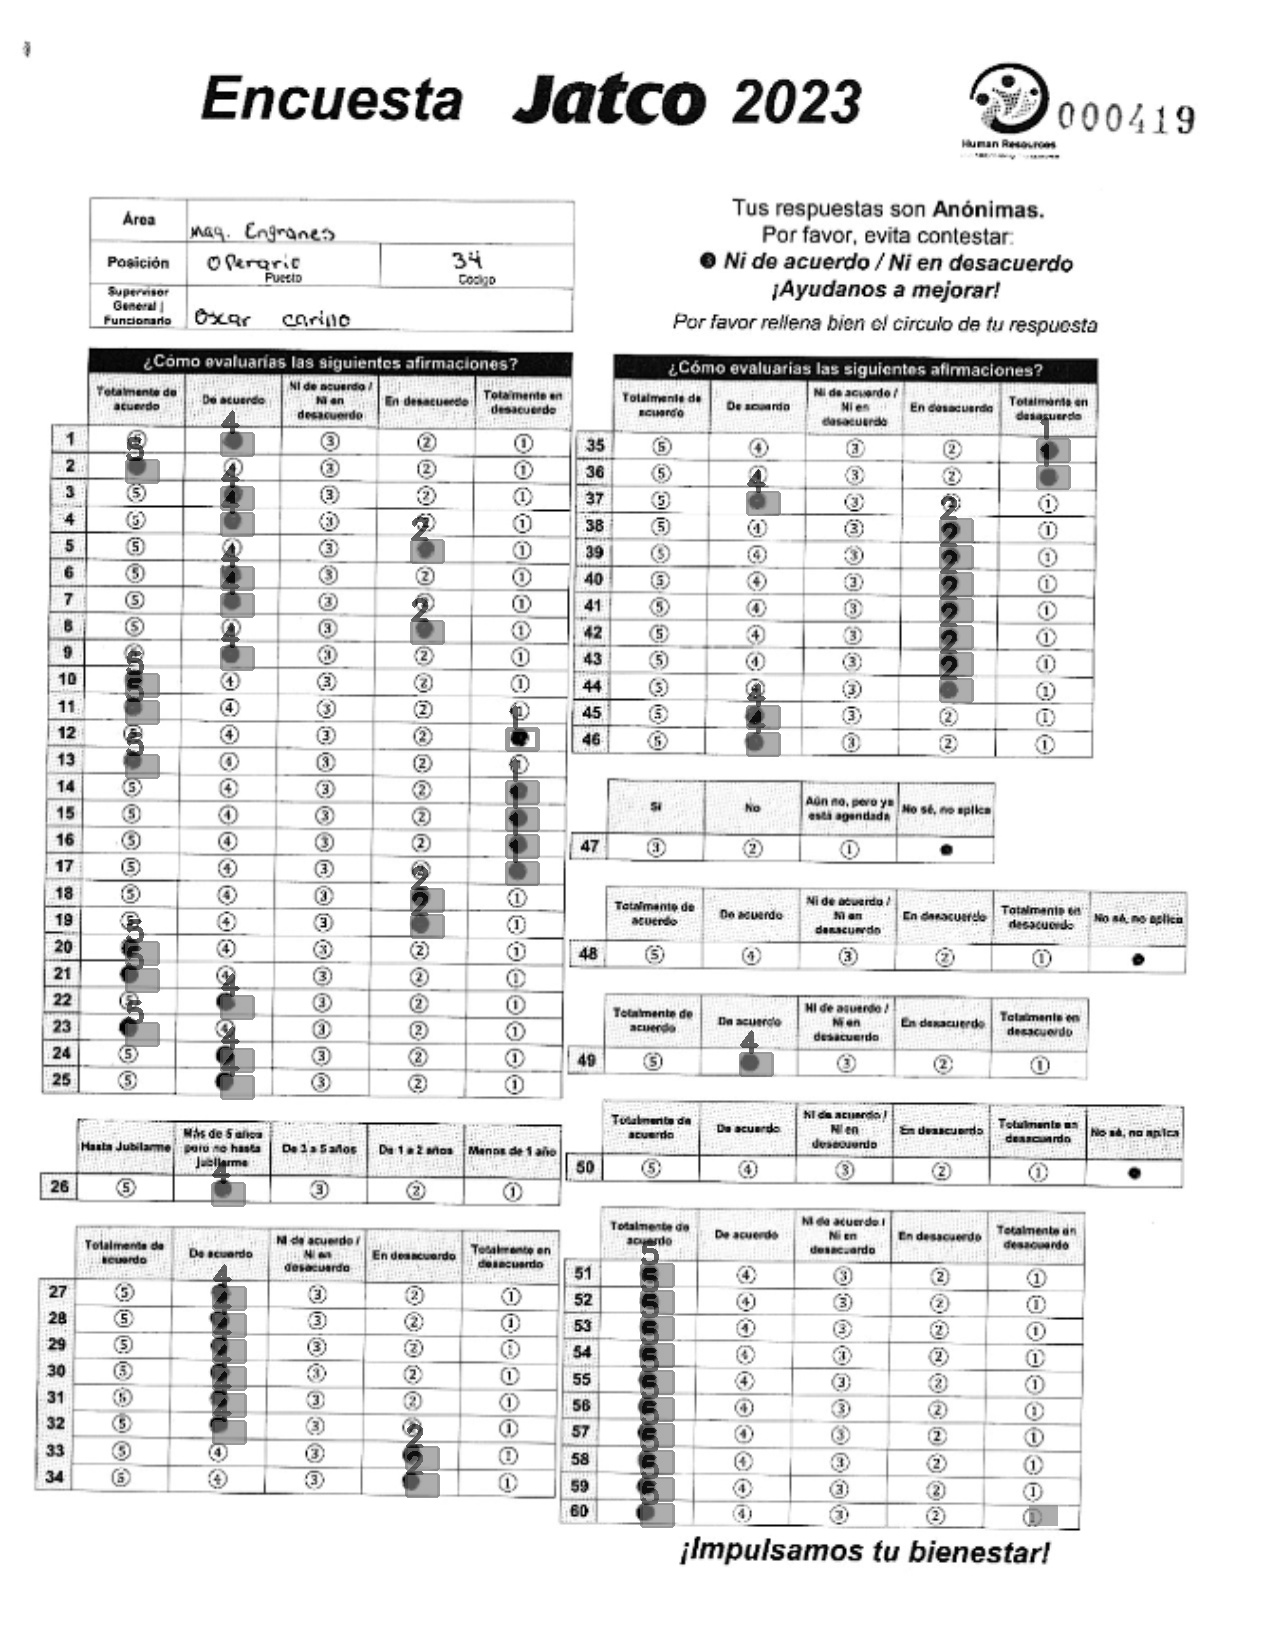 Encuesta Jatco 2023
Human Resources
000419
Área
Maq. Engranes
Posición
Operario
Puesto
34
Codigo
Supervisor General | Funcionario
Oscar carillo
Tus respuestas son Anónimas.
Por favor, evita contestar:
❸ Ni de acuerdo / Ni en desacuerdo
¡Ayudanos a mejorar!
Por favor rellena bien el circulo de tu respuesta
¿Cómo evaluarías las siguientes afirmaciones?
Totalmente de acuerdo De acuerdo Ni de acuerdo / Ni en desacuerdo En desacuerdo Totalmente en desacuerdo
1 5 4 3 2 1
2 5 4 3 2 1
3 5 4 3 2 1
4 5 4 3 2 1
5 5 4 3 2 1
6 5 4 3 2 1
7 5 4 3 2 1
8 5 4 3 2 1
9 5 4 3 2 1
10 5 4 3 2 1
11 5 4 3 2 1
12 5 4 3 2 1
13 5 4 3 2 1
14 5 4 3 2 1
15 5 4 3 2 1
16 5 4 3 2 1
17 5 4 3 2 1
18 5 4 3 2 1
19 5 4 3 2 1
20 5 4 3 2 1
21 5 4 3 2 1
22 5 4 3 2 1
23 5 4 3 2 1
24 5 4 3 2 1
25 5 4 3 2 1
Hasta Jubilarme Más de 5 años pero no hasta Jubilarme De 3 a 5 años De 1 a 2 años Menos de 1 año
26 5 4 3 2 1
Totalmente de acuerdo De acuerdo Ni de acuerdo / Ni en desacuerdo En desacuerdo Totalmente en desacuerdo
27 5 4 3 2 1
28 5 4 3 2 1
29 5 4 3 2 1
30 5 4 3 2 1
31 5 4 3 2 1
32 5 4 3 2 1
33 5 4 3 2 1
34 5 4 3 2 1
¿Cómo evaluarias las siguientes afirmaciones?
Totalmente de acuerdo De acuerdo Ni de acuerdo / Ni en desacuerdo En desacuerdo Totalmente en desacuerdo
35 5 4 3 2 1
36 5 4 3 2 1
37 5 4 3 2 1
38 5 4 3 2 1
39 5 4 3 2 1
40 5 4 3 2 1
41 5 4 3 2 1
42 5 4 3 2 1
43 5 4 3 2 1
44 5 4 3 2 1
45 5 4 3 2 1
46 5 4 3 2 1
Sí No Aún no, pero ya está agendada No sé, no aplica
47 3 2 1
Totalmente de acuerdo De acuerdo Ni de acuerdo / Ni en desacuerdo En desacuerdo Totalmente en desacuerdo No sé, no aplica
48 5 4 3 2 1
Totalmente de acuerdo De acuerdo Ni de acuerdo / Ni en desacuerdo En desacuerdo Totalmente en desacuerdo
49 5 4 3 2 1
Totalmente de acuerdo De acuerdo Ni de acuerdo / Ni en desacuerdo En desacuerdo Totalmente en desacuerdo No sé, no aplica
50 5 4 3 2 1
Totalmente de acuerdo De acuerdo Ni de acuerdo / Ni en desacuerdo En desacuerdo Totalmente en desacuerdo
51 5 4 3 2 1
52 5 4 3 2 1
53 5 4 3 2 1
54 5 4 3 2 1
55 5 4 3 2 1
56 5 4 3 2 1
57 5 4 3 2 1
58 5 4 3 2 1
59 5 4 3 2 1
60 5 4 3 2 1
¡Impulsamos tu bienestar!